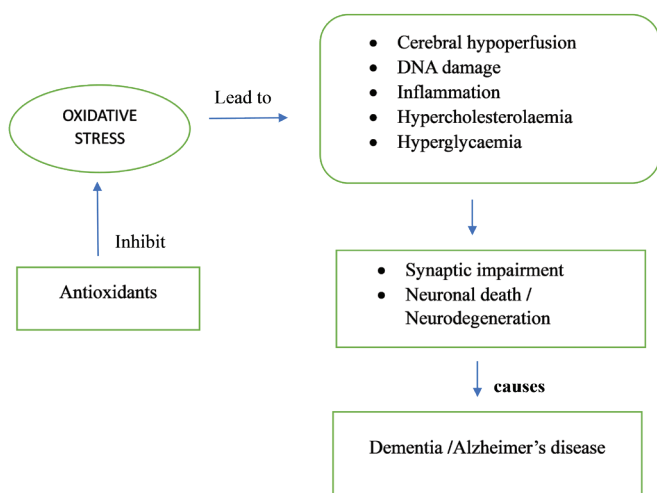 OXIDATIVE
STRESS
Lead to
• Cerebral hypoperfusion
• DNA damage
• Inflammation
• Hypercholesterolaemia
• Hyperglycaemia
Inhibit
Antioxidants
• Synaptic impairment
• Neuronal death /
Neurodegeneration
causes
Dementia /Alzheimer’s disease